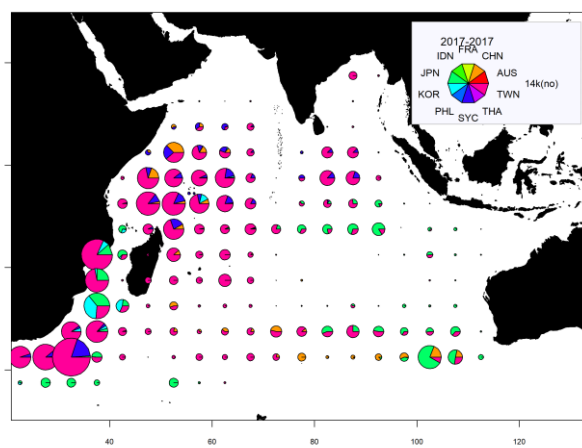 2017-2017
FRA
IDN CHN
JPN AUS
14k(no)
KOR TWN
PHL THA
SYC
40 60 80 100 120